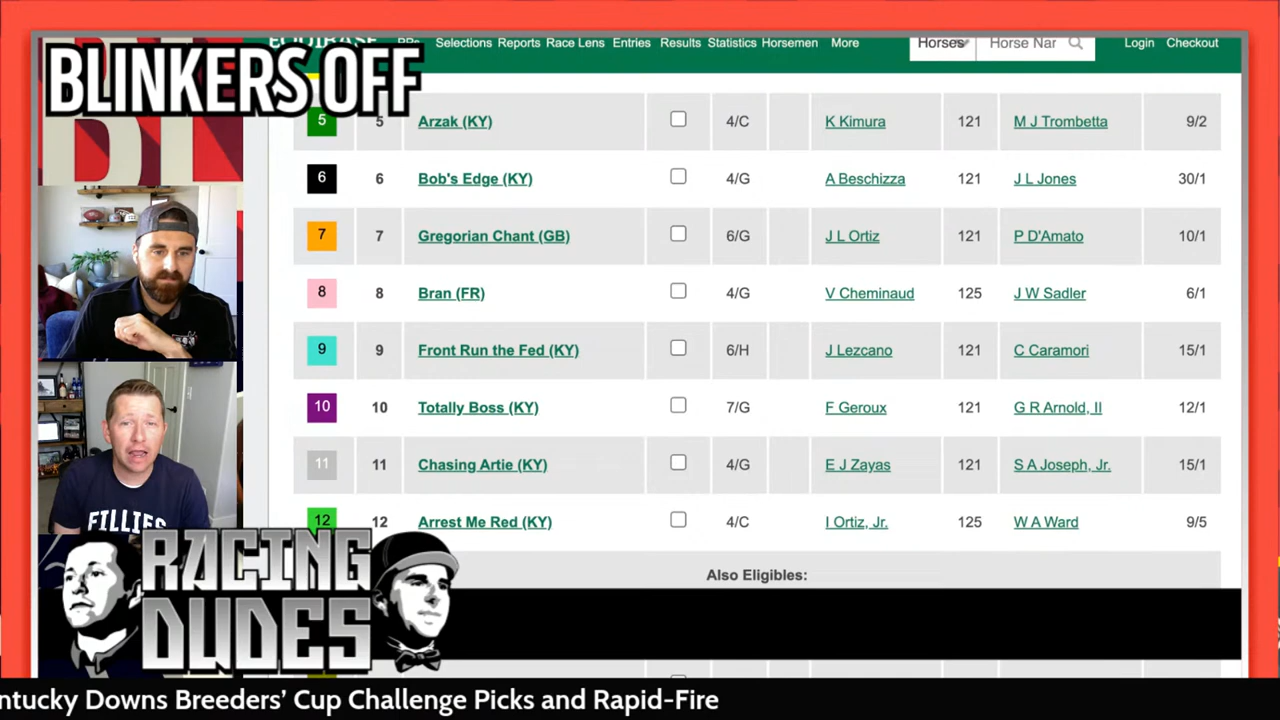 BLINKERS OFF
EQUIBASE PPs Selections Reports Race Lens Entries Results Statistics Horsemen More Horses Horse Nar Login Checkout
5 5 Arzak (KY) 4/C K Kimura 121 M J Trombetta 9/2
6 6 Bob's Edge (KY) 4/G A Beschizza 121 J L Jones 30/1
7 7 Gregorian Chant (GB) 6/G J L Ortiz 121 P D'Amato 10/1
8 8 Bran (FR) 4/G V Cheminaud 125 J W Sadler 6/1
9 9 Front Run the Fed (KY) 6/H J Lezcano 121 C Caramori 15/1
10 10 Totally Boss (KY) 7/G F Geroux 121 G R Arnold, II 12/1
11 11 Chasing Artie (KY) 4/G E J Zayas 121 S A Joseph, Jr. 15/1
12 12 Arrest Me Red (KY) 4/C I Ortiz, Jr. 125 W A Ward 9/5
Also Eligibles:
FILLIES
RACING
DUDES
ntucky Downs Breeders’ Cup Challenge Picks and Rapid-Fire